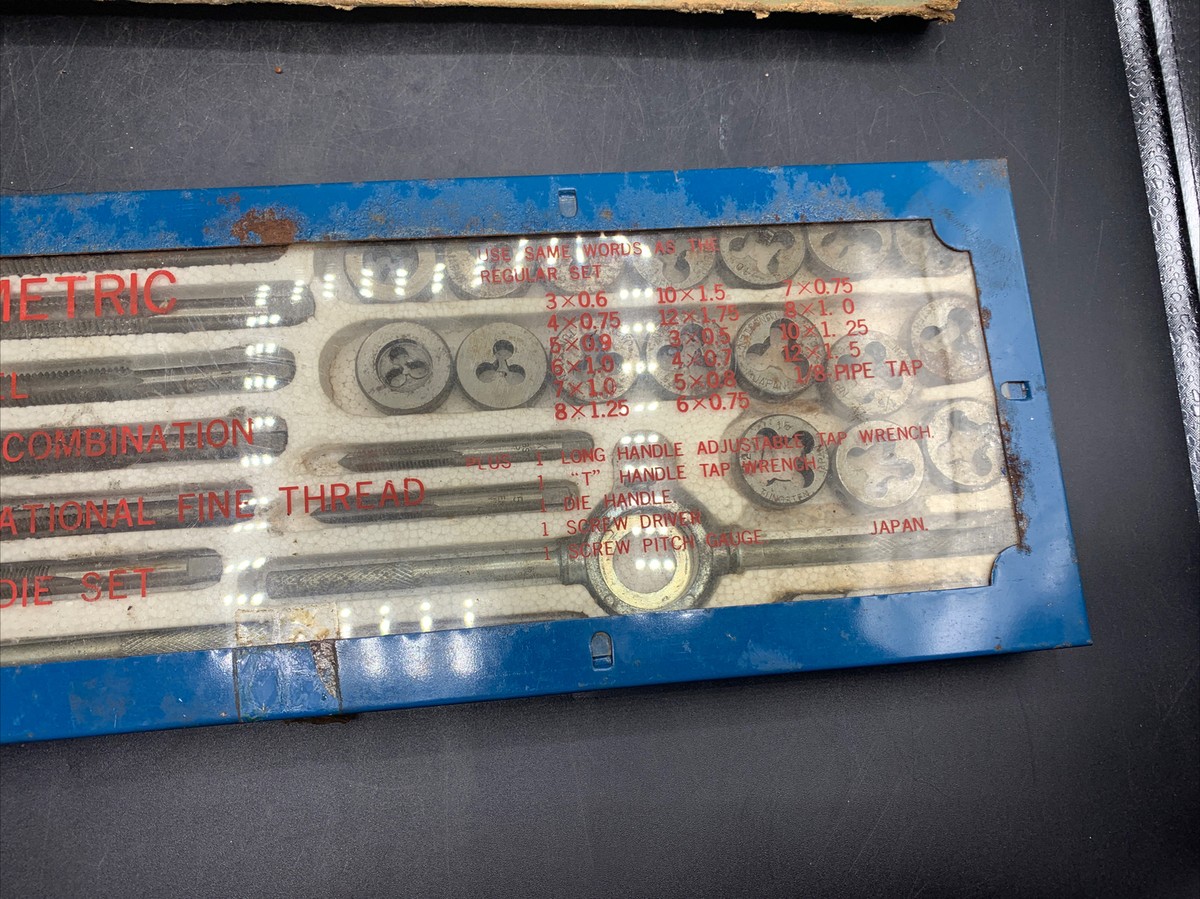 METRIC
EL
COMBINATION
ATIONAL FINE THREAD
DIE SET
USE SAME WORDS AS THE
REGULAR SET
3×0.6 10×1.5 7×0.75
4×0.75 12×1.75 8×1.0
5×0.9 3×0.5 10×1.25
6×1.0 4×0.7 12×1.5
7×1.0 5×0.8 1/8 PIPE TAP
8×1.25 6×0.75
PLUS 1 LONG HANDLE ADJUSTABLE TAP WRENCH.
1 "T" HANDLE TAP WRENCH
1 DIE HANDLE.
1 SCREW DRIVER
1 SCREW PITCH GAUGE
JAPAN.
TUNGSTEN